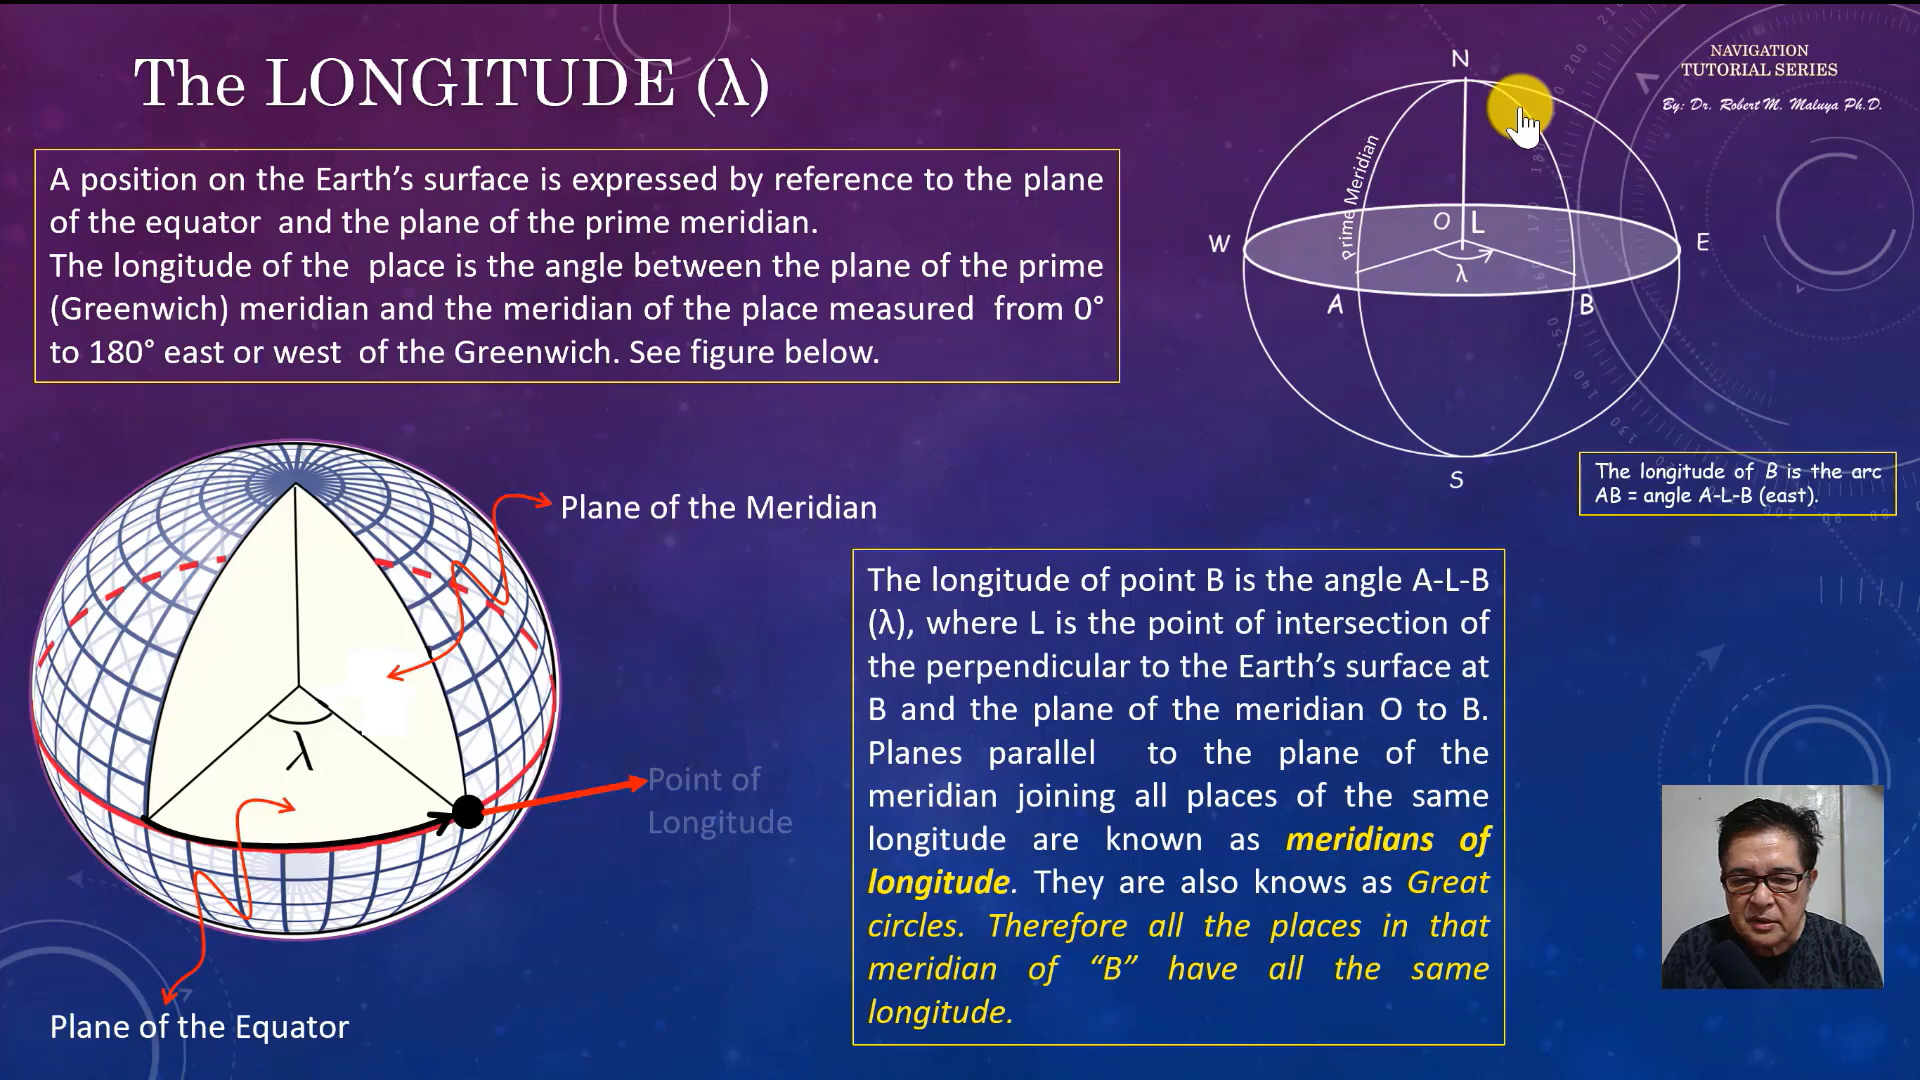 The LONGITUDE (λ)
NAVIGATION
TUTORIAL SERIES
By: Dr. Robert M. Maluya Ph.D.
A position on the Earth’s surface is expressed by reference to the plane
of the equator and the plane of the prime meridian.
The longitude of the place is the angle between the plane of the prime
(Greenwich) meridian and the meridian of the place measured from 0°
to 180° east or west of the Greenwich. See figure below.
N
Prime Meridian
W
O
L
E
λ
A
B
S
The longitude of B is the arc
AB = angle A-L-B (east).
Plane of the Meridian
λ
Point of
Longitude
Plane of the Equator
The longitude of point B is the angle A-L-B
(λ), where L is the point of intersection of
the perpendicular to the Earth’s surface at
B and the plane of the meridian O to B.
Planes parallel to the plane of the
meridian joining all places of the same
longitude are known as meridians of
longitude. They are also knows as Great
circles. Therefore all the places in that
meridian of “B” have all the same
longitude.